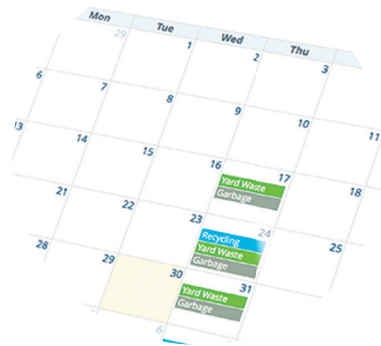 Mon Tue Wed Thu
29 1 2 3
6 7 8 9 10 11
13 14 15 16 17 18
Yard Waste
Garbage
21 22 23 24 25
Recycling
Yard Waste
Garbage
28 29 30 31
Yard Waste
Garbage
6